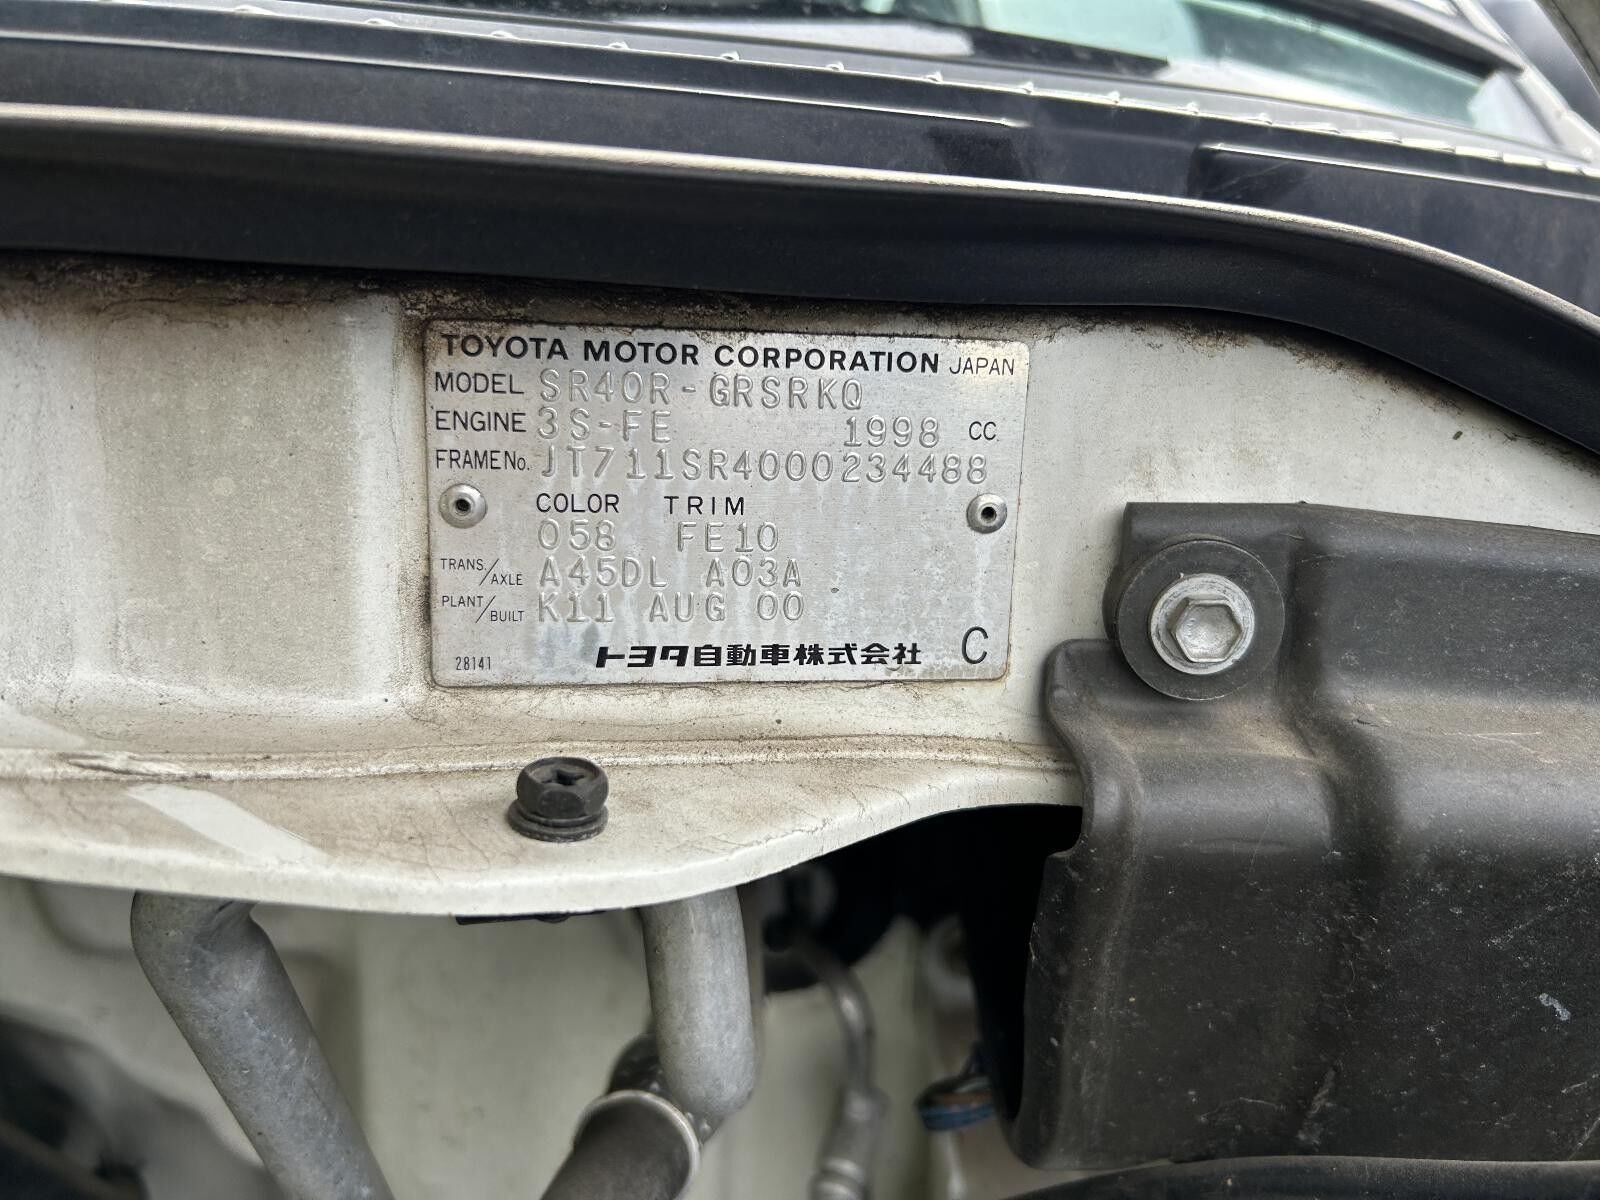 TOYOTA MOTOR CORPORATION JAPAN
MODEL SR40R-GRSRKQ
ENGINE 3S-FE 1998 CC
FRAME No. JT711SR4000234488
COLOR TRIM
058 FE10
TRANS./AXLE A45DL A03A
PLANT/BUILT K11 AUG 00
28141 トヨタ自動車株式会社 C